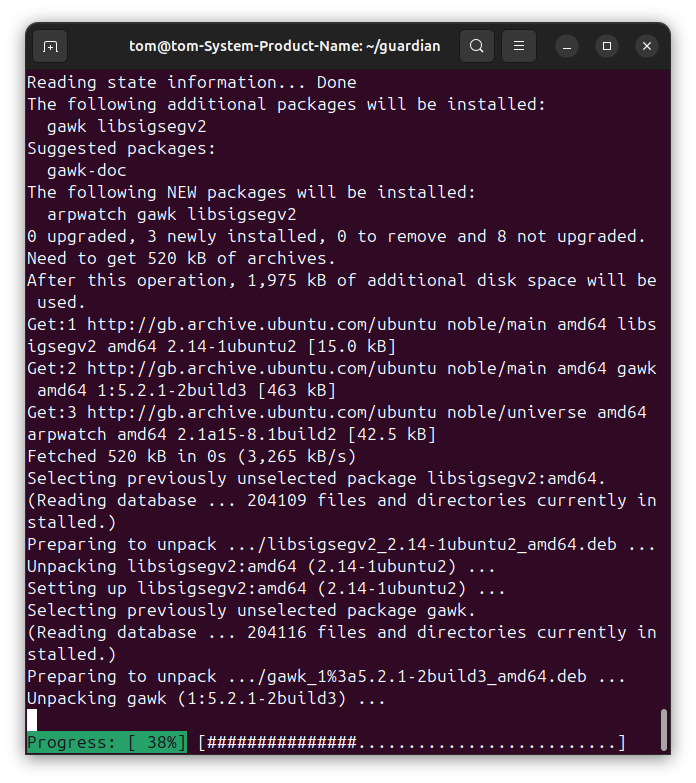 tom@tom-System-Product-Name: ~/guardian
Reading state information... Done
The following additional packages will be installed:
  gawk libsigsegv2
Suggested packages:
  gawk-doc
The following NEW packages will be installed:
  arpwatch gawk libsigsegv2
0 upgraded, 3 newly installed, 0 to remove and 8 not upgraded.
Need to get 520 kB of archives.
After this operation, 1,975 kB of additional disk space will be
 used.
Get:1 http://gb.archive.ubuntu.com/ubuntu noble/main amd64 libs
igsegv2 amd64 2.14-1ubuntu2 [15.0 kB]
Get:2 http://gb.archive.ubuntu.com/ubuntu noble/main amd64 gawk
 amd64 1:5.2.1-2build3 [463 kB]
Get:3 http://gb.archive.ubuntu.com/ubuntu noble/universe amd64
arpwatch amd64 2.1a15-8.1build2 [42.5 kB]
Fetched 520 kB in 0s (3,265 kB/s)
Selecting previously unselected package libsigsegv2:amd64.
(Reading database ... 204109 files and directories currently in
stalled.)
Preparing to unpack .../libsigsegv2_2.14-1ubuntu2_amd64.deb ...
Unpacking libsigsegv2:amd64 (2.14-1ubuntu2) ...
Setting up libsigsegv2:amd64 (2.14-1ubuntu2) ...
Selecting previously unselected package gawk.
(Reading database ... 204116 files and directories currently in
stalled.)
Preparing to unpack .../gawk_1%3a5.2.1-2build3_amd64.deb ...
Unpacking gawk (1:5.2.1-2build3) ...
Progress: [ 38%] [###############..........................]